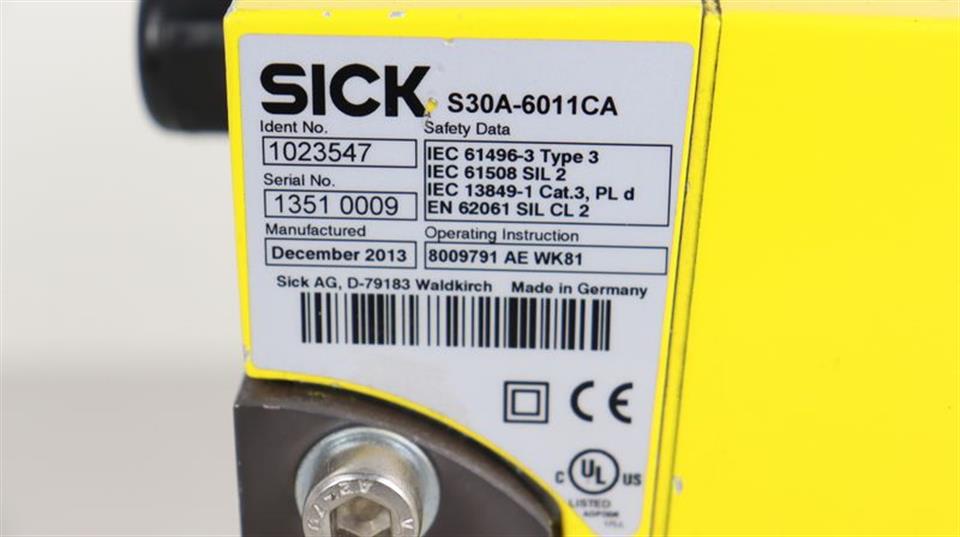 SICK S30A-6011CA
Ident No.
1023547
Serial No.
1351 0009
Manufactured
December 2013
Safety Data
IEC 61496-3 Type 3
IEC 61508 SIL 2
IEC 13849-1 Cat.3, PL d
EN 62061 SIL CL 2
Operating Instruction
8009791 AE WK81
Sick AG, D-79183 Waldkirch Made in Germany
CE
C UL US
LISTED